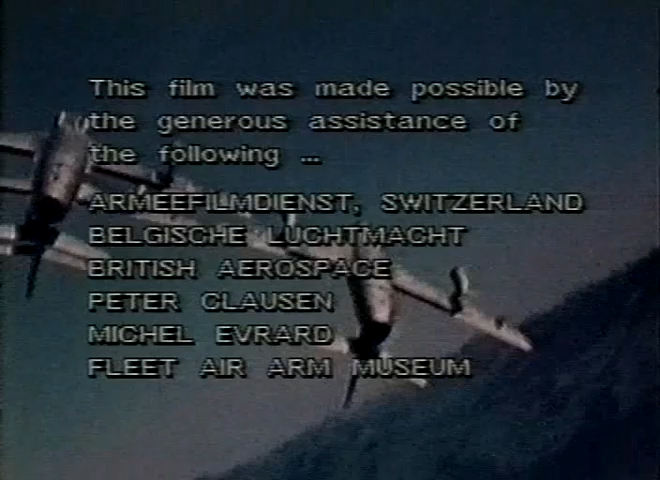 This film was made possible by
the generous assistance of
the following ...
ARMEEFILMDIENST, SWITZERLAND
BELGISCHE LUCHTMACHT
BRITISH AEROSPACE
PETER CLAUSEN
MICHEL EVRARD
FLEET AIR ARM MUSEUM